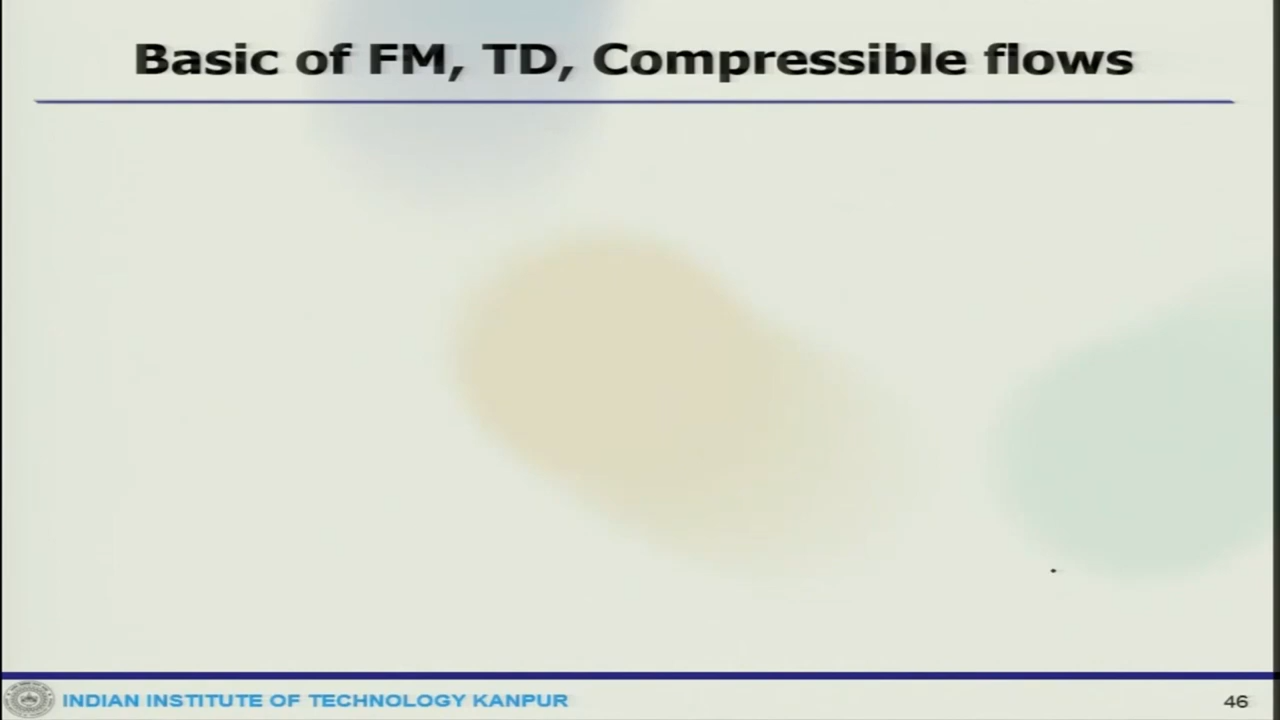 Basic of FM, TD, Compressible flows
INDIAN INSTITUTE OF TECHNOLOGY KANPUR
46